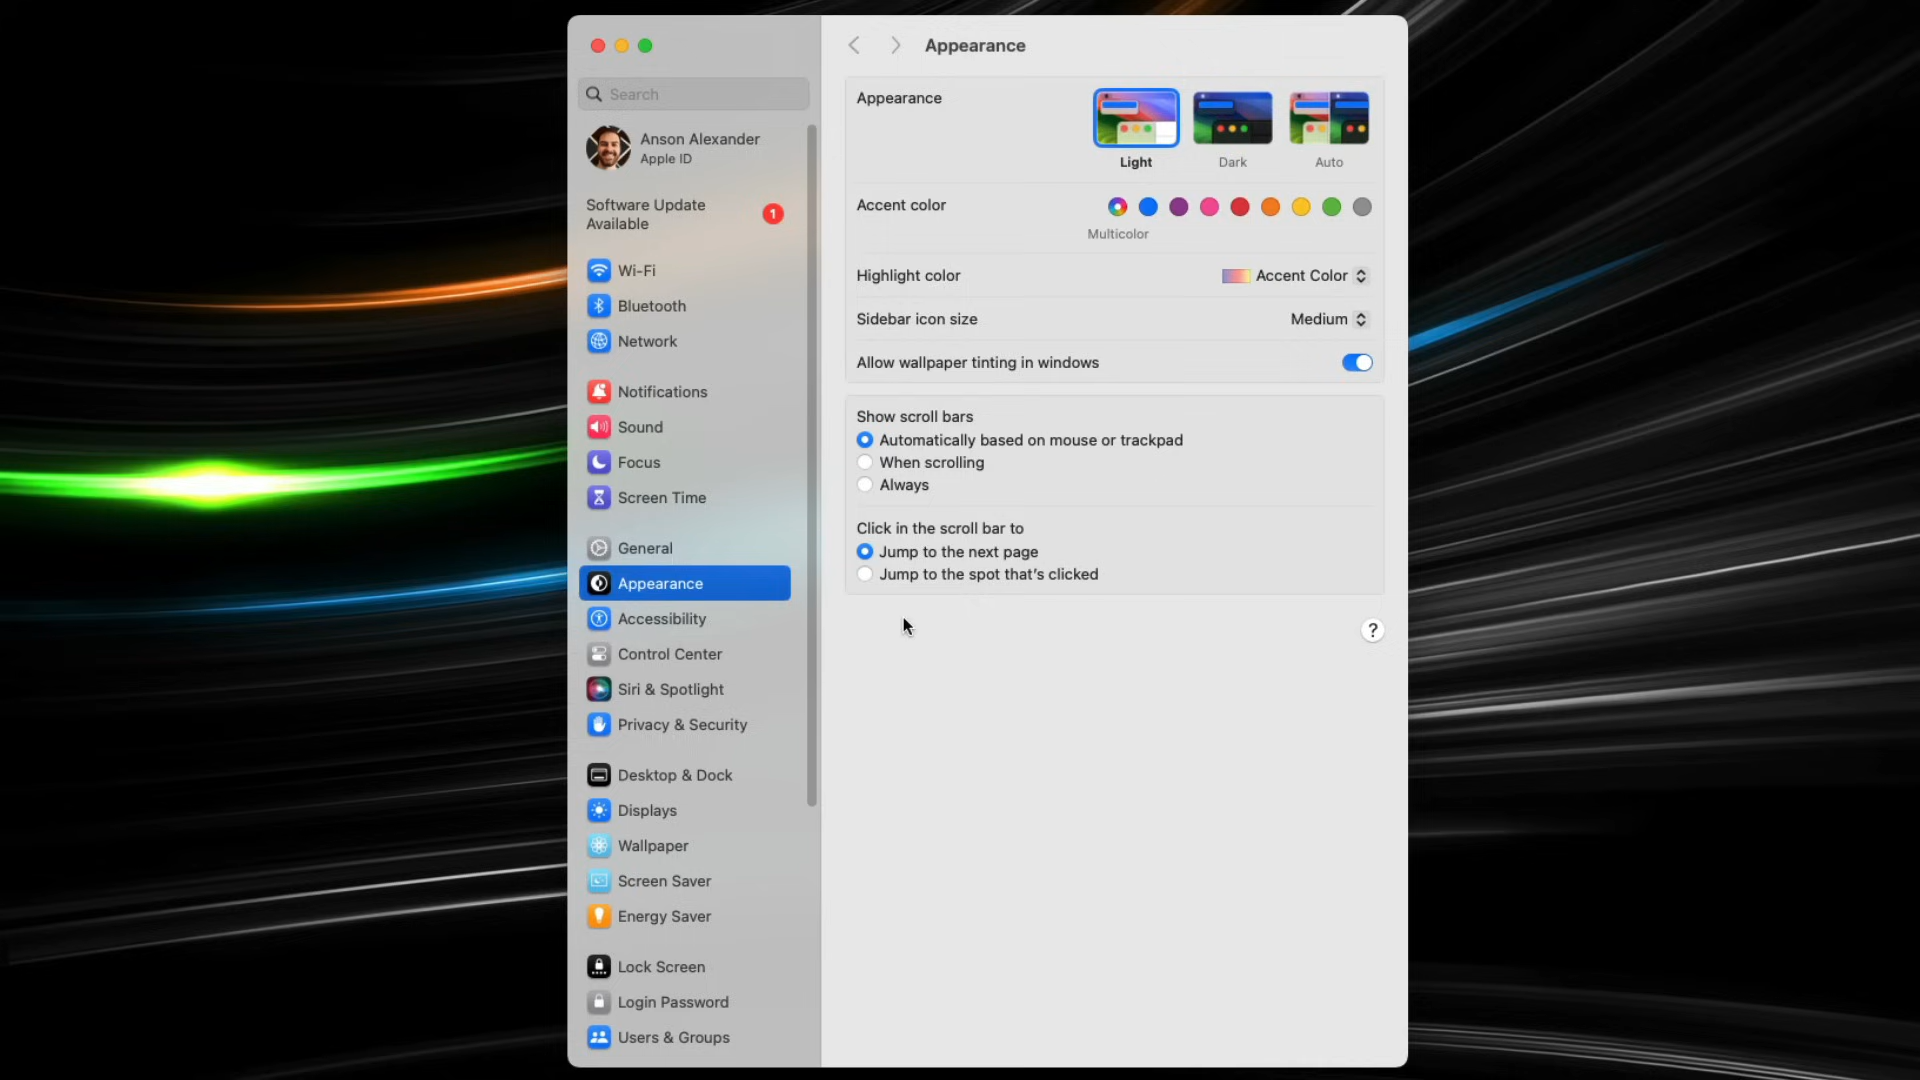 Search
Anson Alexander
Apple ID
Software Update
Available
1
Wi-Fi
Bluetooth
Network
Notifications
Sound
Focus
Screen Time
General
Appearance
Accessibility
Control Center
Siri & Spotlight
Privacy & Security
Desktop & Dock
Displays
Wallpaper
Screen Saver
Energy Saver
Lock Screen
Login Password
Users & Groups
Appearance
Appearance
Light
Dark
Auto
Accent color
Multicolor
Highlight color
Accent Color
Sidebar icon size
Medium
Allow wallpaper tinting in windows
Show scroll bars
Automatically based on mouse or trackpad
When scrolling
Always
Click in the scroll bar to
Jump to the next page
Jump to the spot that's clicked
?